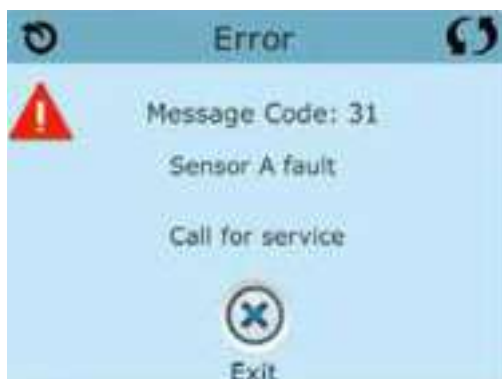 Error
Message Code: 31
Sensor A fault
Call for service
Exit